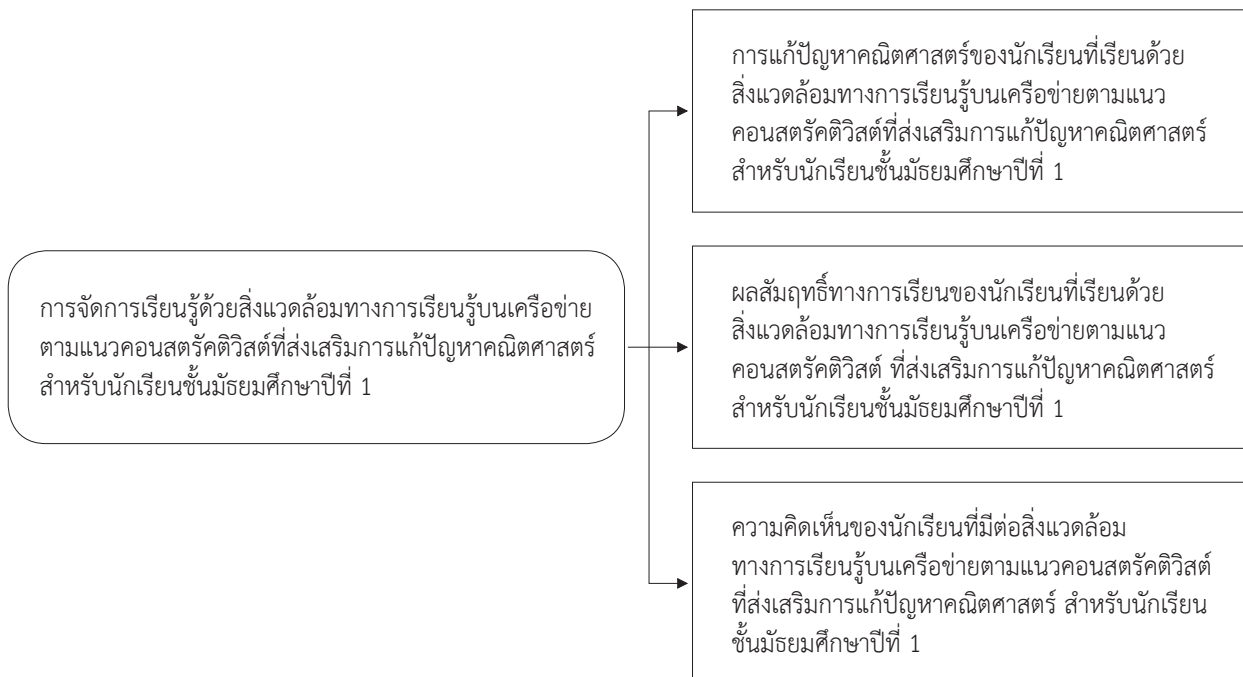 การแก้ปัญหาคณิตศาสตร์ของนักเรียนที่เรียนด้วย
สิ่งแวดล้อมทางการเรียนรู้บนเครือข่ายตามแนว
คอนสตรัคติวิสต์ที่ส่งเสริมการแก้ปัญหาคณิตศาสตร์
สำหรับนักเรียนชั้นมัธยมศึกษาปีที่ 1
การจัดการเรียนรู้ด้วยสิ่งแวดล้อมทางการเรียนรู้บนเครือข่าย
ตามแนวคอนสตรัคติวิสต์ที่ส่งเสริมการแก้ปัญหาคณิตศาสตร์
สำหรับนักเรียนชั้นมัธยมศึกษาปีที่ 1
ผลสัมฤทธิ์ทางการเรียนของนักเรียนที่เรียนด้วย
สิ่งแวดล้อมทางการเรียนรู้บนเครือข่ายตามแนว
คอนสตรัคติวิสต์ ที่ส่งเสริมการแก้ปัญหาคณิตศาสตร์
สำหรับนักเรียนชั้นมัธยมศึกษาปีที่ 1
ความคิดเห็นของนักเรียนที่มีต่อสิ่งแวดล้อม
ทางการเรียนรู้บนเครือข่ายตามแนวคอนสตรัคติวิสต์
ที่ส่งเสริมการแก้ปัญหาคณิตศาสตร์ สำหรับนักเรียน
ชั้นมัธยมศึกษาปีที่ 1